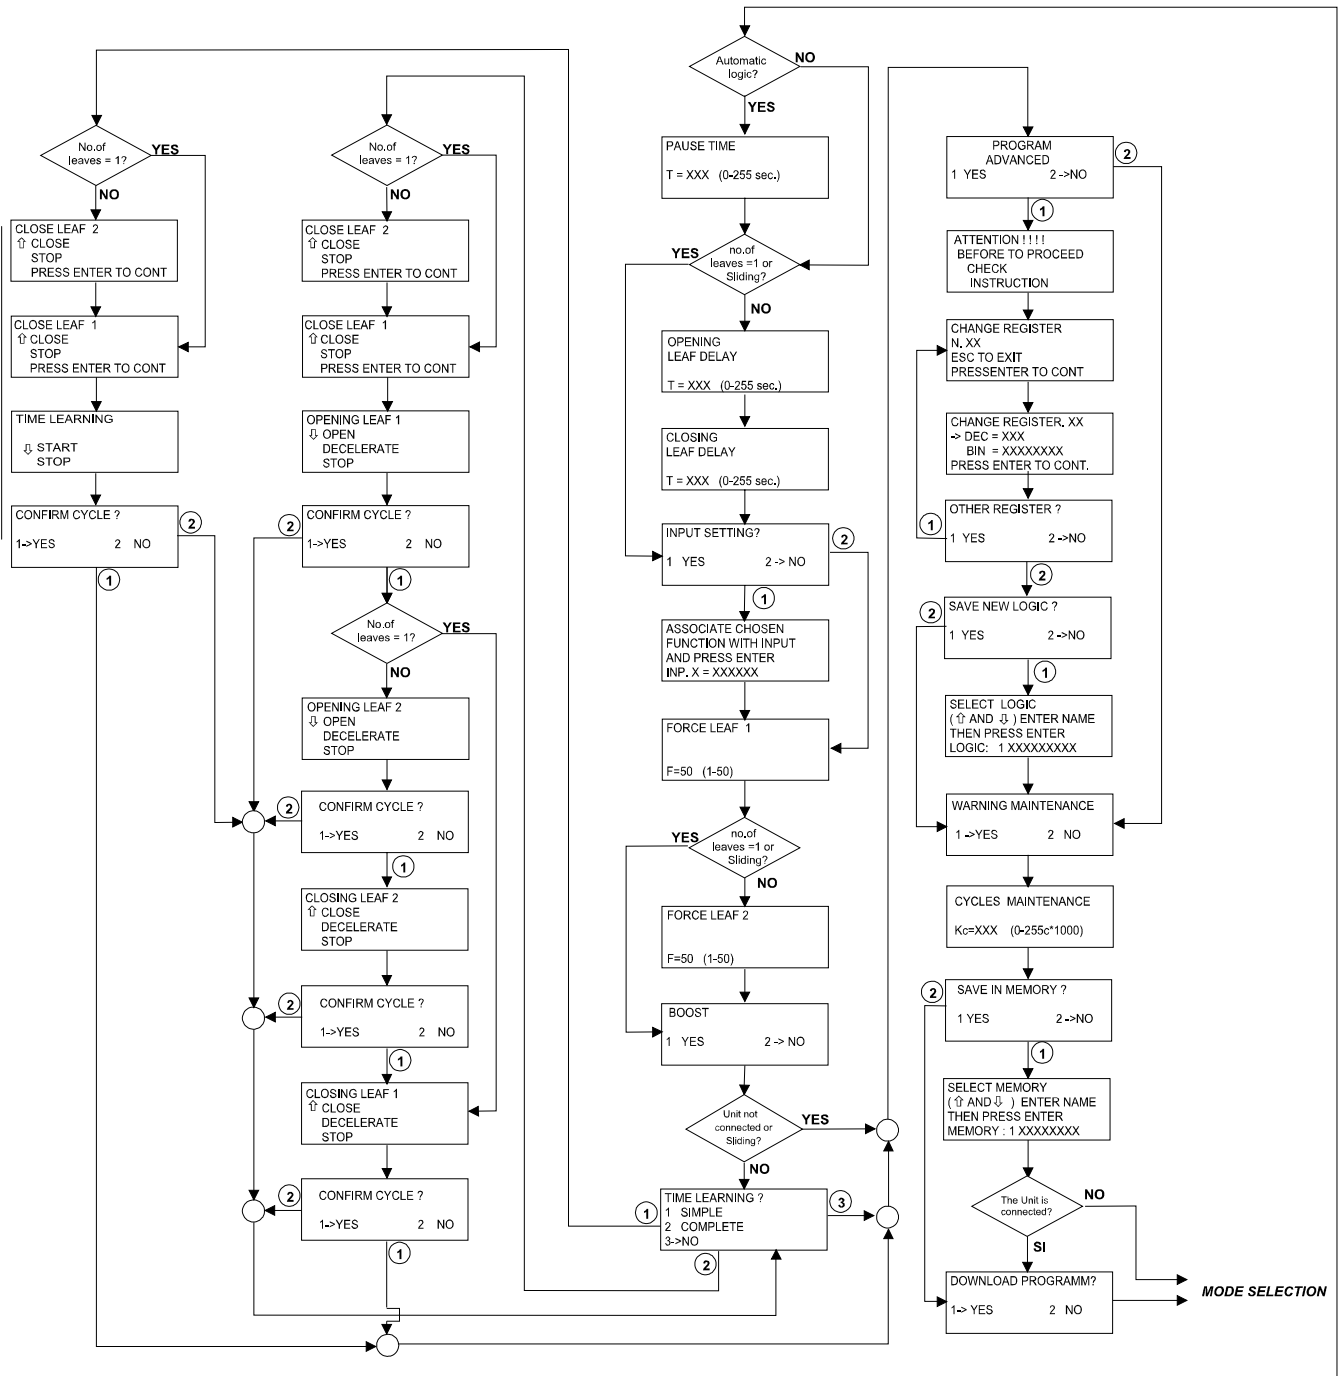 No.of
leaves = 1?
YES
NO
CLOSE LEAF 2
⇧ CLOSE
STOP
PRESS ENTER TO CONT
CLOSE LEAF 1
⇧ CLOSE
STOP
PRESS ENTER TO CONT
TIME LEARNING
⇩ START
STOP
CONFIRM CYCLE ?
1->YES 2 NO
2
1
No.of
leaves = 1?
YES
NO
CLOSE LEAF 2
⇧ CLOSE
STOP
PRESS ENTER TO CONT
CLOSE LEAF 1
⇧ CLOSE
STOP
PRESS ENTER TO CONT
OPENING LEAF 1
⇩ OPEN
DECELERATE
STOP
2
CONFIRM CYCLE ?
1->YES 2 NO
1
No.of
leaves = 1?
YES
NO
OPENING LEAF 2
⇩ OPEN
DECELERATE
STOP
2
CONFIRM CYCLE ?
1->YES 2 NO
1
CLOSING LEAF 2
⇧ CLOSE
DECELERATE
STOP
2
CONFIRM CYCLE ?
1->YES 2 NO
1
CLOSING LEAF 1
⇧ CLOSE
DECELERATE
STOP
2
CONFIRM CYCLE ?
1->YES 2 NO
1
Automatic
logic?
NO
YES
PAUSE TIME
T = XXX (0-255 sec.)
YES
no.of
leaves =1 or
Sliding?
NO
OPENING
LEAF DELAY
T = XXX (0-255 sec.)
CLOSING
LEAF DELAY
T = XXX (0-255 sec.)
INPUT SETTING?
1 YES 2 -> NO
2
1
ASSOCIATE CHOSEN
FUNCTION WITH INPUT
AND PRESS ENTER
INP. X = XXXXXX
FORCE LEAF 1
F=50 (1-50)
YES
no.of
leaves =1 or
Sliding?
NO
FORCE LEAF 2
F=50 (1-50)
BOOST
1 YES 2 -> NO
Unit not
connected or
Sliding?
YES
NO
1
TIME LEARNING ?
1 SIMPLE
2 COMPLETE
3->NO
3
2
PROGRAM
ADVANCED
1 YES 2 ->NO
2
1
ATTENTION ! ! ! !
BEFORE TO PROCEED
CHECK
INSTRUCTION
CHANGE REGISTER
N. XX
ESC TO EXIT
PRESSENTER TO CONT
CHANGE REGISTER. XX
-> DEC = XXX
BIN = XXXXXXXX
PRESS ENTER TO CONT.
1
OTHER REGISTER ?
1 YES 2 ->NO
2
2
SAVE NEW LOGIC ?
1 YES 2 ->NO
1
SELECT LOGIC
( ⇧ AND ⇩ ) ENTER NAME
THEN PRESS ENTER
LOGIC: 1 XXXXXXXXX
WARNING MAINTENANCE
1 ->YES 2 NO
CYCLES MAINTENANCE
Kc=XXX (0-255c*1000)
2
SAVE IN MEMORY ?
1 YES 2 ->NO
1
SELECT MEMORY
( ⇧ AND ⇩ ) ENTER NAME
THEN PRESS ENTER
MEMORY : 1 XXXXXXXX
The Unit is
connected?
NO
SI
DOWNLOAD PROGRAMM?
1-> YES 2 NO
MODE SELECTION